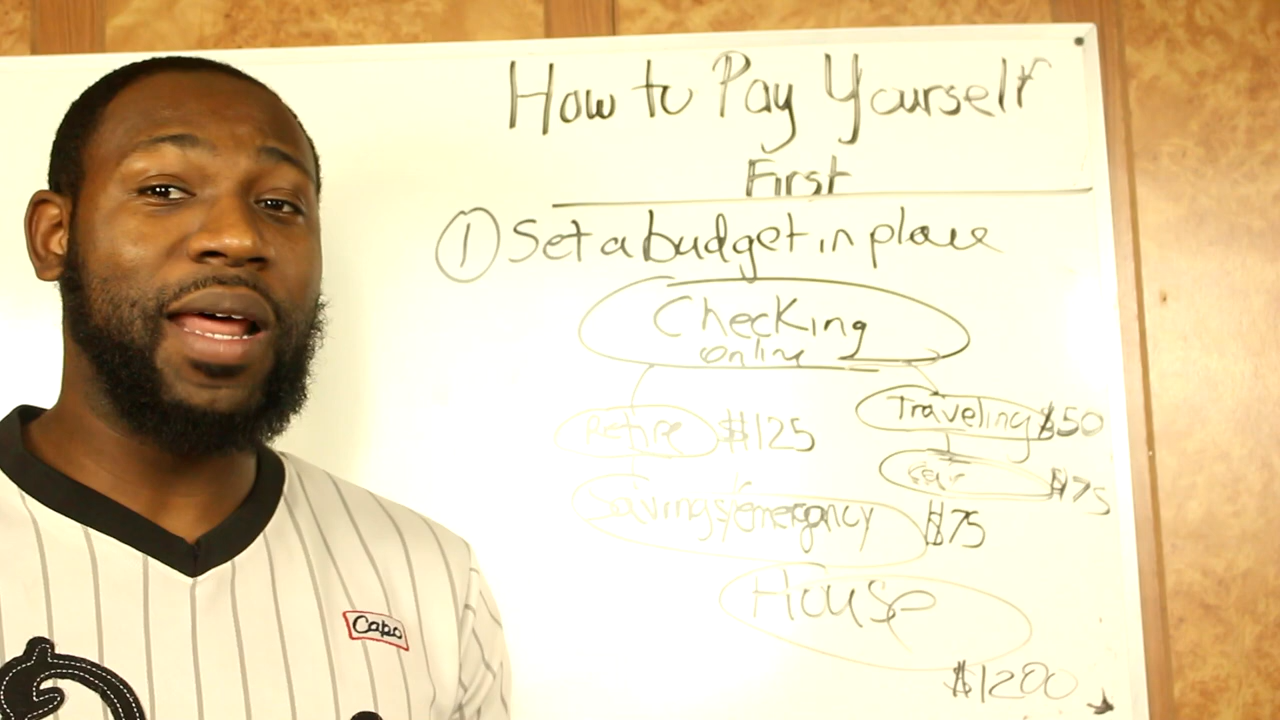 How to Pay Yourself
First
① Set a budget in place
Checking
online
Retire $125
Traveling $50
Car $75
Savings/emergency $75
House
$1200
Capo